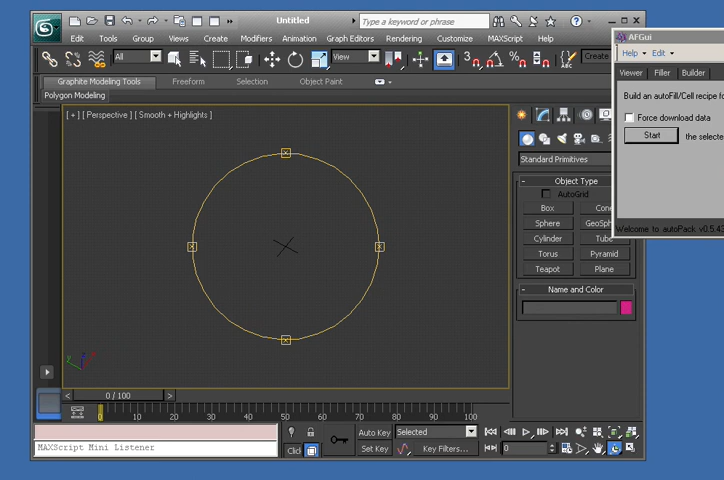 Untitled
Type a keyword or phrase
Edit Tools Group Views Create Modifiers Animation Graph Editors Rendering Customize MAXScript Help
All View Create
Graphite Modeling Tools Freeform Selection Object Paint
Polygon Modeling
[ + ] [ Perspective ] [ Smooth + Highlights ]
Standard Primitives
Object Type
AutoGrid
Box Cone
Sphere GeoSph
Cylinder Tube
Torus Pyramid
Teapot Plane
Name and Color
AFGui
Help Edit
Viewer Filler Builder
Build an autoFill/Cell recipe fo
Force download data
Start the selecte
Welcome to autoPack v0.5.43
y z x
< 0 / 100 >
0 10 20 30 40 50 60 70 80 90 100
MAXScript Mini Listener
Click
Auto Key Selected
Set Key Key Filters...
0